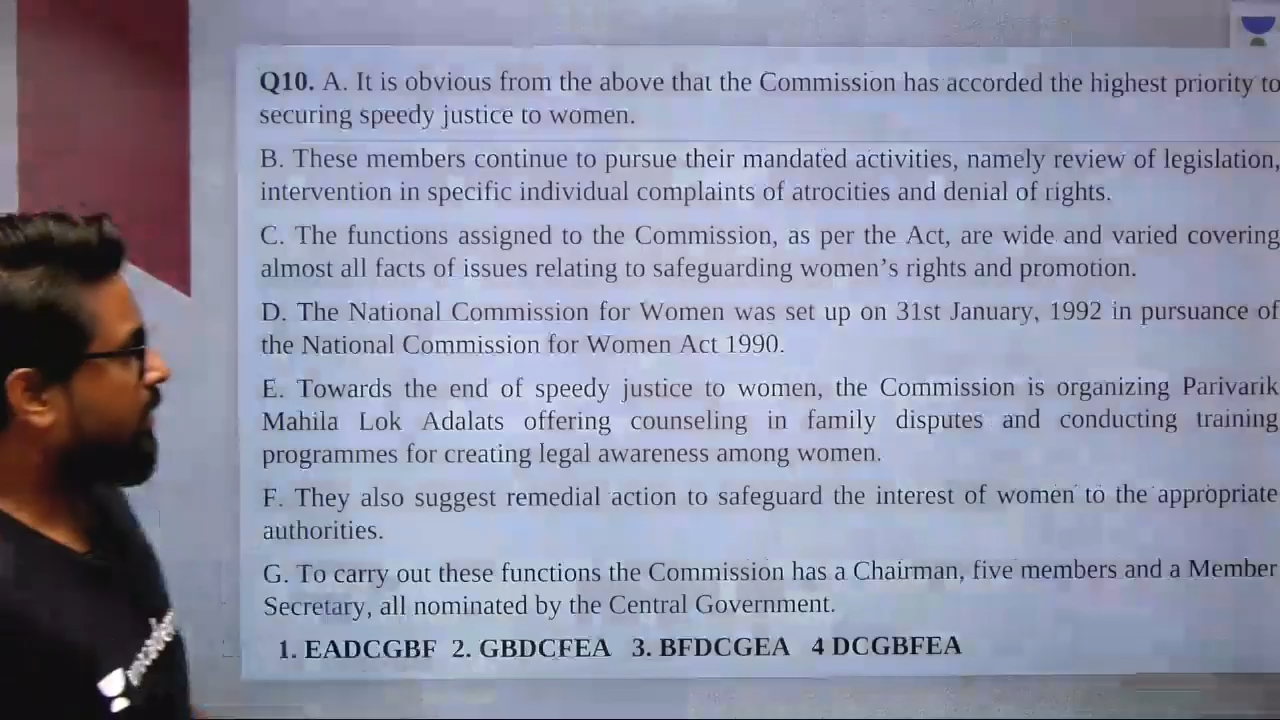 Q10. A. It is obvious from the above that the Commission has accorded the highest priority to
securing speedy justice to women.
B. These members continue to pursue their mandated activities, namely review of legislation,
intervention in specific individual complaints of atrocities and denial of rights.
C. The functions assigned to the Commission, as per the Act, are wide and varied covering
almost all facts of issues relating to safeguarding women's rights and promotion.
D. The National Commission for Women was set up on 31st January, 1992 in pursuance of
the National Commission for Women Act 1990.
E. Towards the end of speedy justice to women, the Commission is organizing Parivarik
Mahila Lok Adalats offering counseling in family disputes and conducting training
programmes for creating legal awareness among women.
F. They also suggest remedial action to safeguard the interest of women to the appropriate
authorities.
G. To carry out these functions the Commission has a Chairman, five members and a Member
Secretary, all nominated by the Central Government.
1. EADCGBF 2. GBDCFEA 3. BFDCGEA 4 DCGBFEA